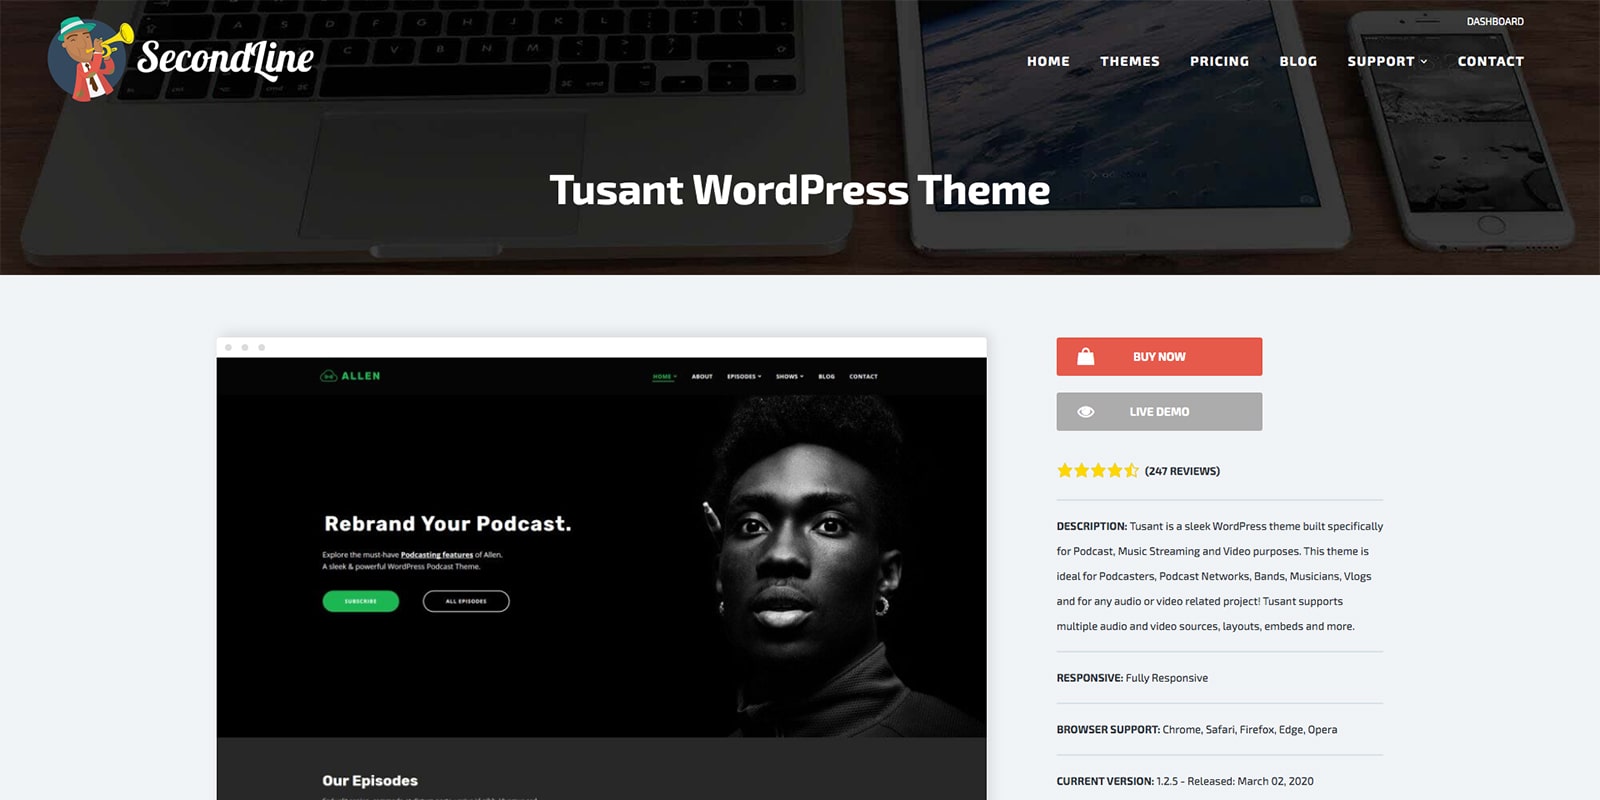 DASHBOARD
SecondLine
HOME THEMES PRICING BLOG SUPPORT CONTACT
Tusant WordPress Theme
ALLEN
HOME ABOUT EPISODES SHOWS BLOG CONTACT
Rebrand Your Podcast.
Explore the must-have Podcasting features of Allen.
A sleek & powerful WordPress Podcast Theme.
SUBSCRIBE ALL EPISODES
Our Episodes
BUY NOW
LIVE DEMO
(247 REVIEWS)
DESCRIPTION: Tusant is a sleek WordPress theme built specifically
for Podcast, Music Streaming and Video purposes. This theme is
ideal for Podcasters, Podcast Networks, Bands, Musicians, Vlogs
and for any audio or video related project! Tusant supports
multiple audio and video sources, layouts, embeds and more.
RESPONSIVE: Fully Responsive
BROWSER SUPPORT: Chrome, Safari, Firefox, Edge, Opera
CURRENT VERSION: 1.2.5 - Released: March 02, 2020